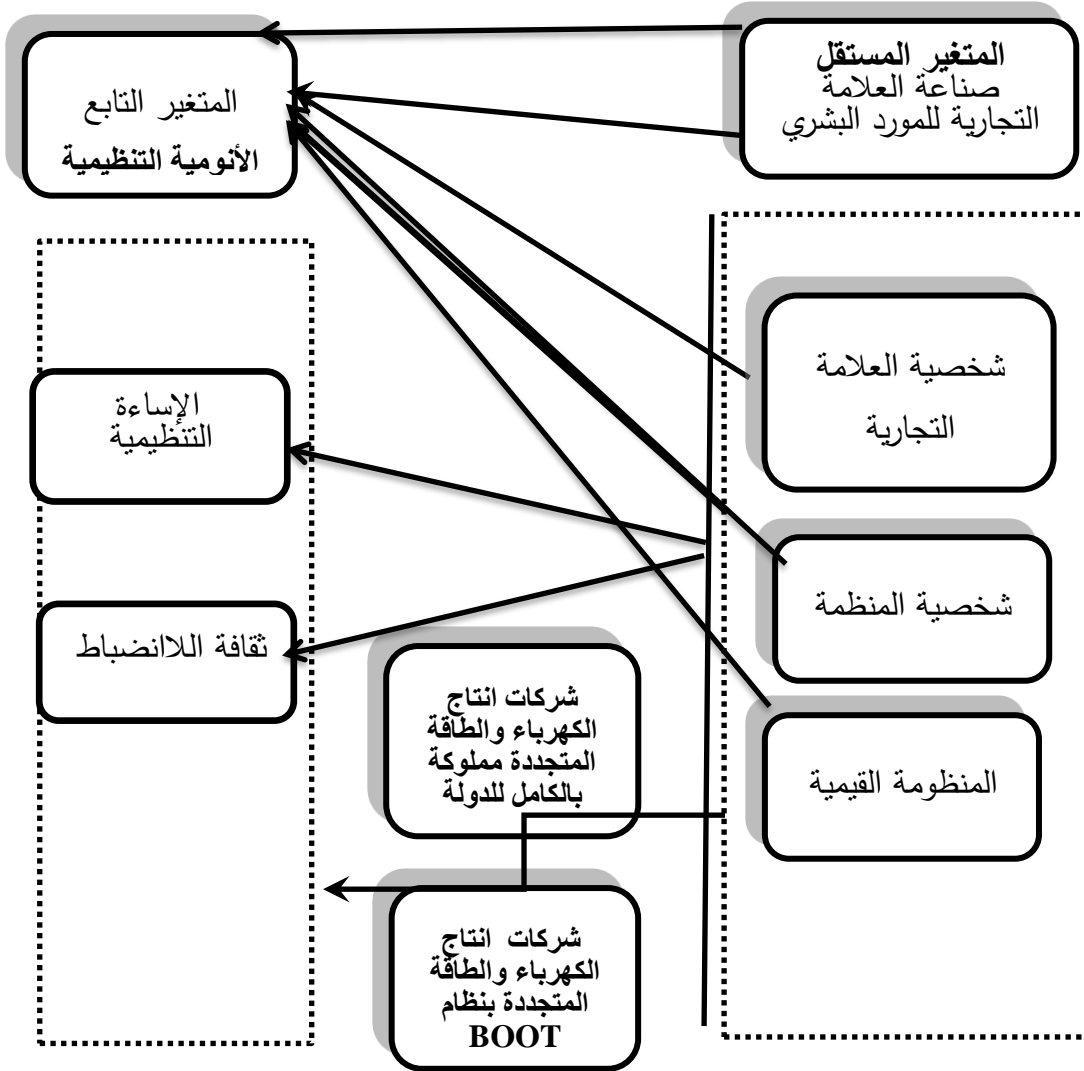 المتغير المستقل
صناعة العلامة
التجارية للمورد البشري
المتغير التابع
الأنومية التنظيمية
شخصية العلامة
التجارية
شخصية المنظمة
المنظومة القيمية
الإساءة
التنظيمية
ثقافة اللاانضباط
شركات انتاج
الكهرباء والطاقة
المتجددة مملوكة
بالكامل للدولة
شركات انتاج
الكهرباء والطاقة
المتجددة بنظام
BOOT